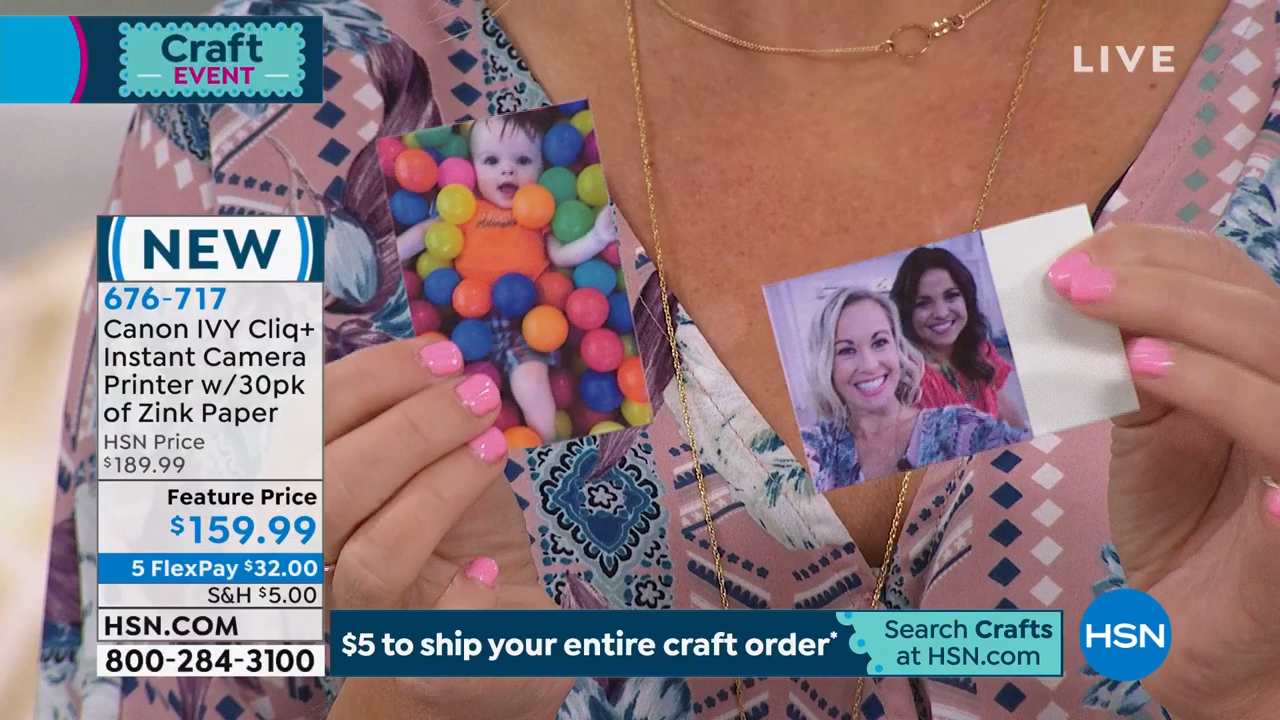 Craft
EVENT
LIVE
NEW
676-717
Canon IVY Cliq+
Instant Camera
Printer w/30pk
of Zink Paper
HSN Price
$189.99
Feature Price
$159.99
5 FlexPay $32.00
S&H $5.00
HSN.COM
800-284-3100
$5 to ship your entire craft order*
Search Crafts
at HSN.com
HSN